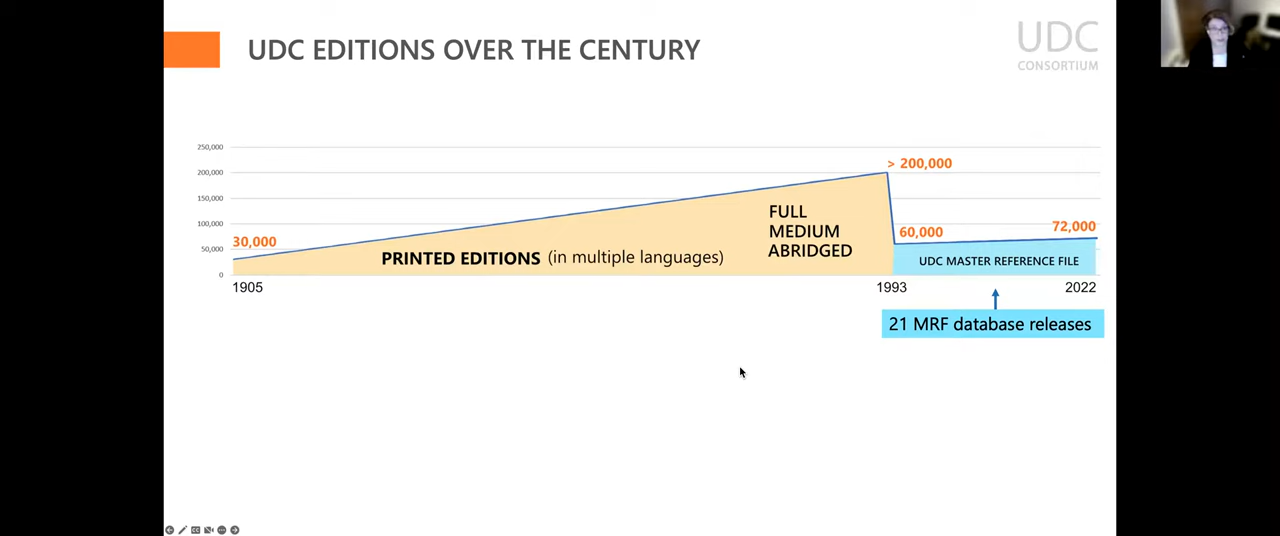 UDC EDITIONS OVER THE CENTURY
UDC
CONSORTIUM
250,000
200,000
150,000
100,000
50,000
0
30,000
> 200,000
60,000
72,000
PRINTED EDITIONS (in multiple languages)
FULL
MEDIUM
ABRIDGED
UDC MASTER REFERENCE FILE
1905
1993
2022
21 MRF database releases